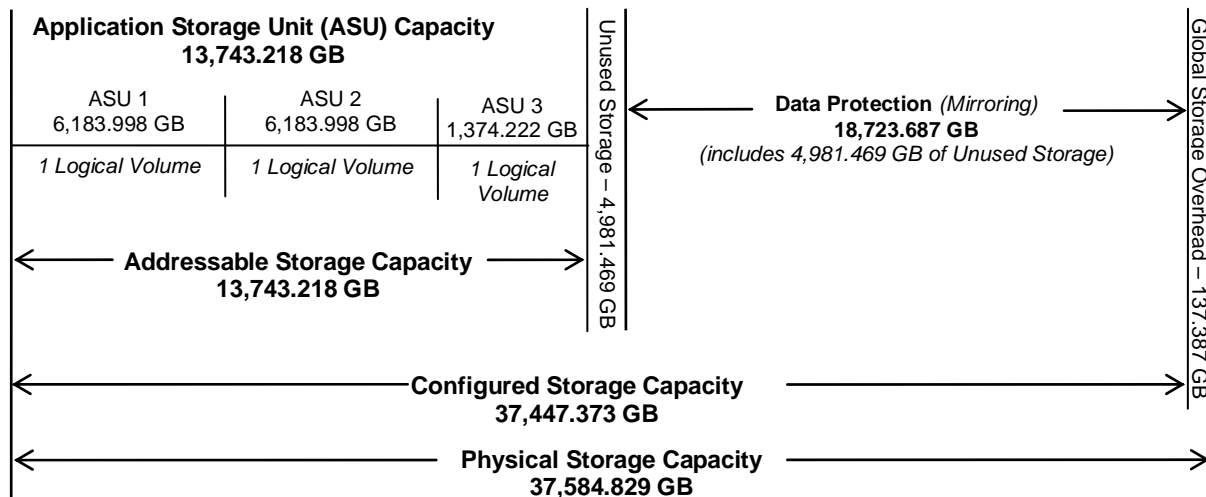 Application Storage Unit (ASU) Capacity
13,743.218 GB
ASU 1
6,183.998 GB
1 Logical Volume
ASU 2
6,183.998 GB
1 Logical Volume
ASU 3
1,374.222 GB
1 Logical
Volume
Addressable Storage Capacity
13,743.218 GB
Unused Storage – 4,981.469 GB
Data Protection (Mirroring)
18,723.687 GB
(includes 4,981.469 GB of Unused Storage)
Global Storage Overhead – 137.387 GB
Configured Storage Capacity
37,447.373 GB
Physical Storage Capacity
37,584.829 GB